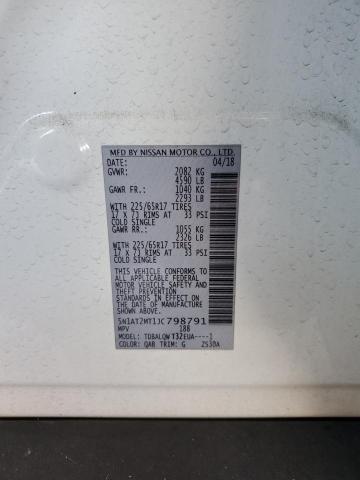 MFD BY NISSAN MOTOR CO., LTD.
DATE: 04/18
GVWR: 2082 KG
4590 LB
GAWR FR: 1040 KG
2293 LB
WITH 225/65R17 TIRES
17 X 7J RIMS AT 33 PSI
COLD SINGLE
GAWR RR: 1055 KG
2326 LB
WITH 225/65R17 TIRES
17 X 7J RIMS AT 33 PSI
COLD SINGLE
THIS VEHICLE CONFORMS
TO ALL APPLICABLE FEDERAL
MOTOR VEHICLE SAFETY AND
THEFT PREVENTION STANDARDS
IN EFFECT ON THE DATE
OF MANUFACTURE SHOWN ABOVE
5N1AT2MT1JC798791
MPV 188
MODEL: TDBALQWT32EUA----1
COLOR: QAB TRIM: G 2530A